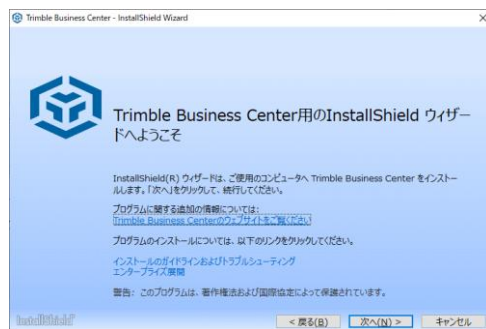 Trimble Business Center - InstallShield Wizard
Trimble Business Center用のInstallShield ウィザー
ドへようこそ
InstallShield(R) ウィザードは、ご使用のコンピュータへ Trimble Business Center をインストー
ルします。「次へ」をクリックして、続行してください。
プログラムに関する追加の情報については:
Trimble Business Centerのウェブサイトをご覧ください
プログラムのインストールについては、以下のリンクをクリックしてください。
インストールのガイドラインおよびトラブルシューティング
エンタープライズ展開
警告: このプログラムは、著作権法および国際協定によって保護されています。
InstallShield
< 戻る(B) 次へ(N) > キャンセル